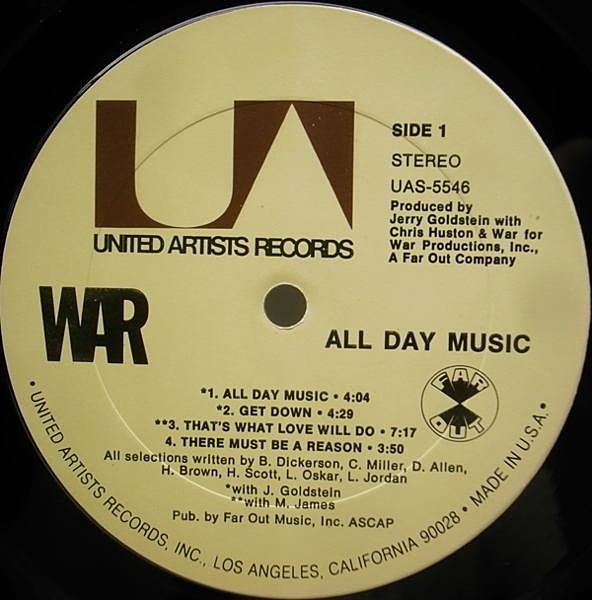 UA
UNITED ARTISTS RECORDS
SIDE 1
STEREO
UAS-5546
Produced by
Jerry Goldstein with
Chris Huston & War for
War Productions, Inc.,
A Far Out Company
WAR
ALL DAY MUSIC
FAR
OUT
*1. ALL DAY MUSIC • 4:04
*2. GET DOWN • 4:29
**3. THAT'S WHAT LOVE WILL DO • 7:17
4. THERE MUST BE A REASON • 3:50
All selections written by B. Dickerson, C. Miller, D. Allen,
H. Brown, H. Scott, L. Oskar, L. Jordan
*with J. Goldstein
**with M. James
Pub. by Far Out Music, Inc. ASCAP
• UNITED ARTISTS RECORDS, INC., LOS ANGELES, CALIFORNIA 90028 • MADE IN U.S.A. •